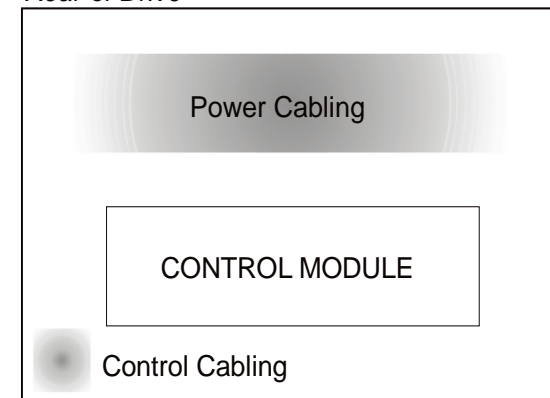 Rear of Drive
Power Cabling
CONTROL MODULE
Control Cabling